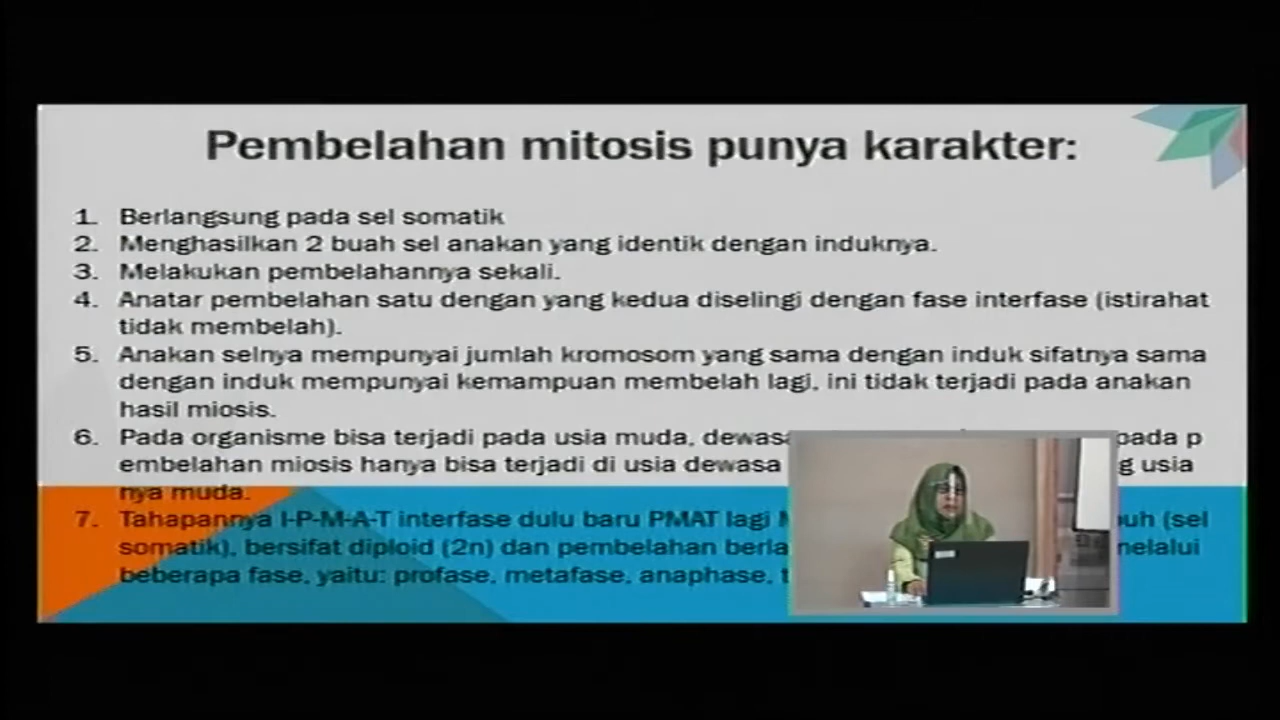 Pembelahan mitosis punya karakter:
1. Berlangsung pada sel somatik
2. Menghasilkan 2 buah sel anakan yang identik dengan induknya.
3. Melakukan pembelahannya sekali.
4. Anatar pembelahan satu dengan yang kedua diselingi dengan fase interfase (istirahat
tidak membelah).
5. Anakan selnya mempunyai jumlah kromosom yang sama dengan induk sifatnya sama
dengan induk mempunyai kemampuan membelah lagi, ini tidak terjadi pada anakan
hasil miosis.
6. Pada organisme bisa terjadi pada usia muda, dewasa pada p
embelahan miosis hanya bisa terjadi di usia dewasa usia
nya muda.
7. Tahapannya I-P-M-A-T interfase dulu baru PMAT lagi (sel
somatik), bersifat diploid (2n) dan pembelahan
beberapa fase, yaitu: profase, metafase, anaphase,